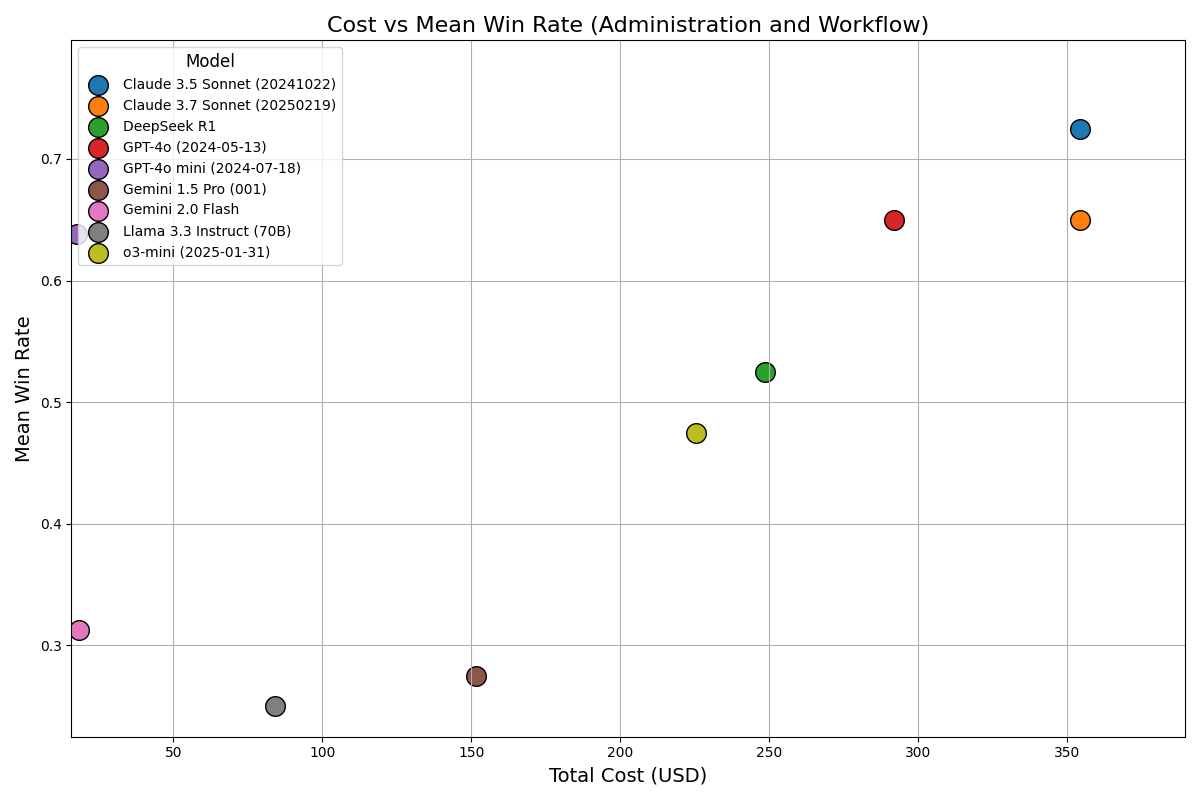 Cost vs Mean Win Rate (Administration and Workflow)
Model
Claude 3.5 Sonnet (20241022)
Claude 3.7 Sonnet (20250219)
DeepSeek R1
GPT-4o (2024-05-13)
GPT-4o mini (2024-07-18)
Gemini 1.5 Pro (001)
Gemini 2.0 Flash
Llama 3.3 Instruct (70B)
o3-mini (2025-01-31)
Mean Win Rate
0.7
0.6
0.5
0.4
0.3
50 100 150 200 250 300 350
Total Cost (USD)